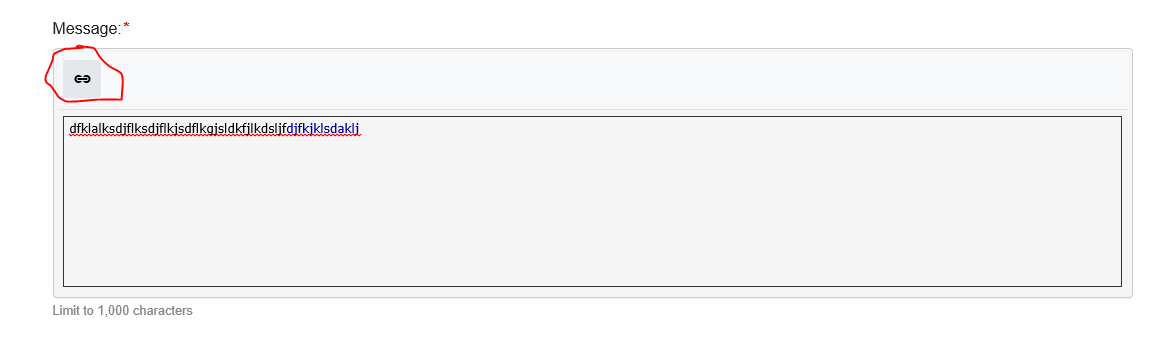 Message:*
dfklalksdjflksdjflkjsdflkgjsldkfjlkdsljfdjfkjklsdaklj
Limit to 1,000 characters